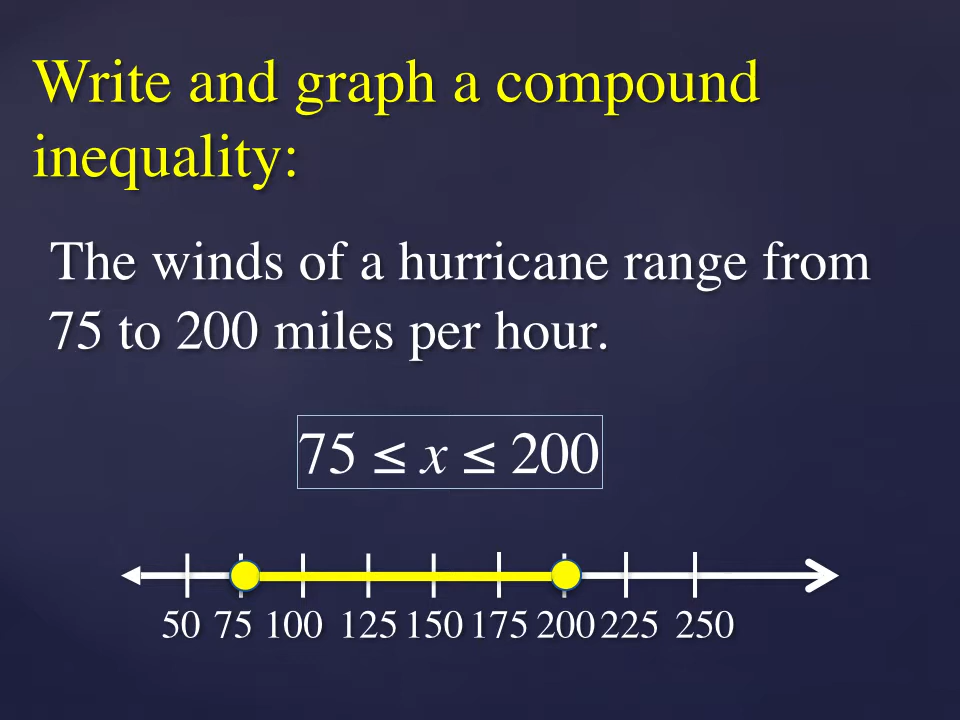 Write and graph a compound
inequality:
The winds of a hurricane range from
75 to 200 miles per hour.
75 ≤ x ≤ 200
50 75 100 125 150 175 200 225 250